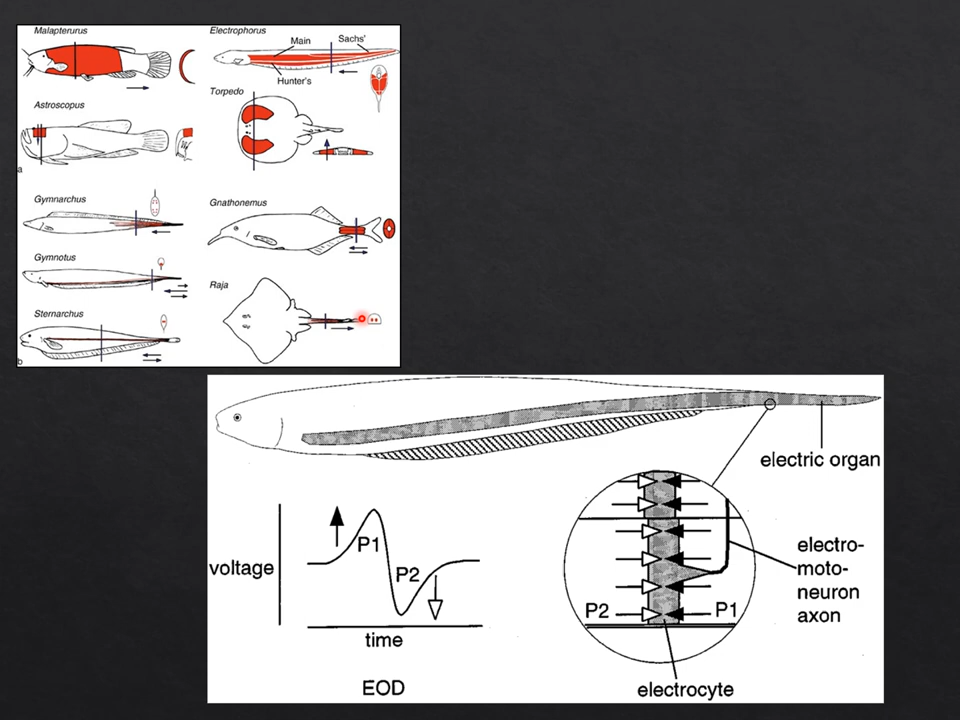 Malapterurus
Electrophorus
Main
Sachs'
Hunter's
Torpedo
Astroscopus
a
Gymnarchus
Gnathonemus
Gymnotus
Raja
Sternarchus
b
electric organ
voltage
P1
P2
time
EOD
electro-
moto-
neuron
axon
P2
P1
electrocyte